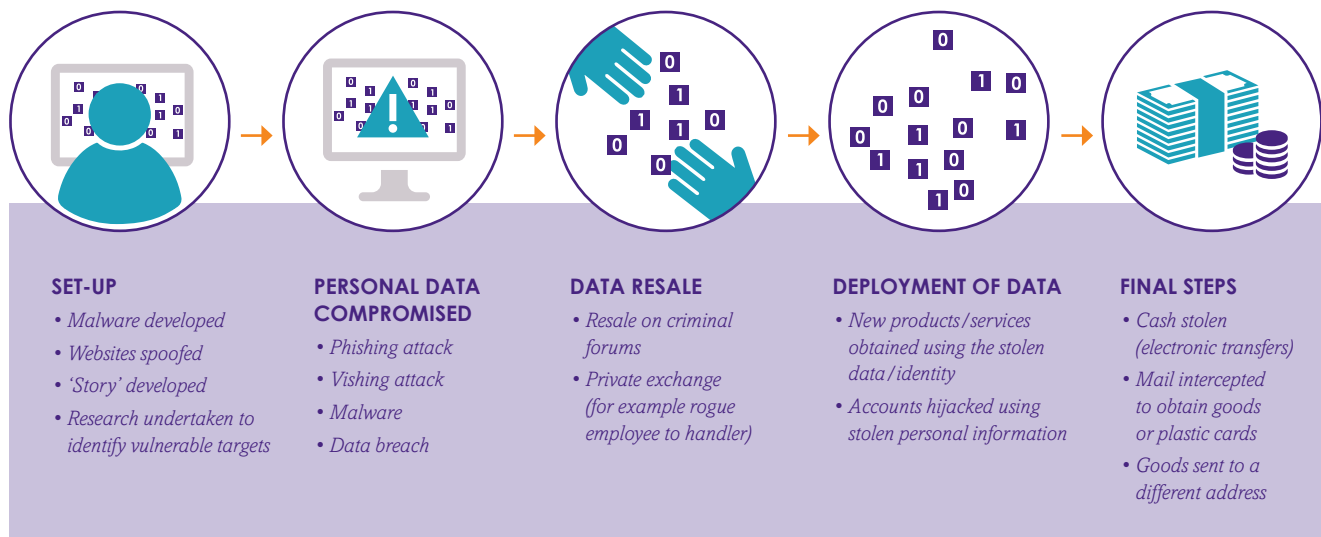 SET-UP
• Malware developed
• Websites spoofed
• ‘Story’ developed
• Research undertaken to
identify vulnerable targets
PERSONAL DATA
COMPROMISED
• Phishing attack
• Vishing attack
• Malware
• Data breach
DATA RESALE
• Resale on criminal
forums
• Private exchange
(for example rogue
employee to handler)
DEPLOYMENT OF DATA
• New products/services
obtained using the stolen
data/identity
• Accounts hijacked using
stolen personal information
FINAL STEPS
• Cash stolen
(electronic transfers)
• Mail intercepted
to obtain goods
or plastic cards
• Goods sent to a
different address